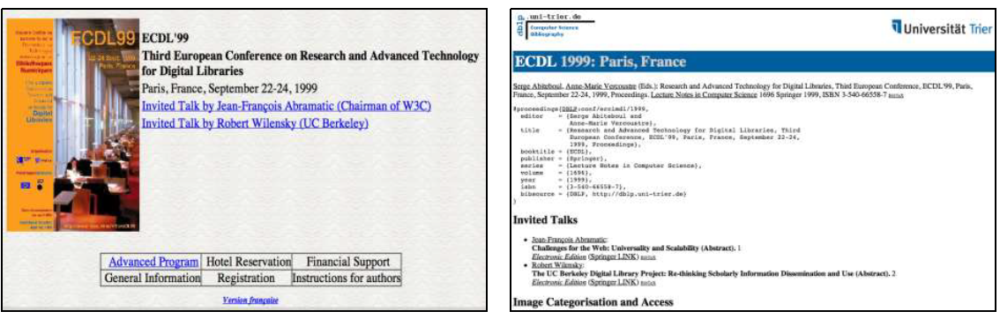 ECDL99
22-24 Sept. 1999
Paris, France
Bibliothèques
Numériques
Digital
Libraries
ECDL'99
Third European Conference on Research and Advanced Technology
for Digital Libraries
Paris, France, September 22-24, 1999
Invited Talk by Jean-François Abramatic (Chairman of W3C)
Invited Talk by Robert Wilensky (UC Berkeley)
Advanced Program Hotel Reservation Financial Support
General Information Registration Instructions for authors
Version française
dblp.uni-trier.de
Computer Science
Bibliography
Universität Trier
ECDL 1999: Paris, France
Serge Abiteboul, Anne-Marie Vercoustre (Eds.): Research and Advanced Technology for Digital Libraries, Third European Conference, ECDL'99, Paris,
France, September 22-24, 1999, Proceedings. Lecture Notes in Computer Science 1696 Springer 1999, ISBN 3-540-66558-7
@proceedings{DBLP:conf/ercimdl/1999,
editor = {Serge Abiteboul and
Anne-Marie Vercoustre},
title = {Research and Advanced Technology for Digital Libraries, Third
European Conference, ECDL'99, Paris, France, September 22-24,
1999, Proceedings},
booktitle = {ECDL},
publisher = {Springer},
series = {Lecture Notes in Computer Science},
volume = {1696},
year = {1999},
isbn = {3-540-66558-7},
bibsource = {DBLP, http://dblp.uni-trier.de}
}
Invited Talks
• Jean-François Abramatic:
Challenges for the Web: Universality and Scalability (Abstract). 1
Electronic Edition (Springer LINK)
• Robert Wilensky:
The UC Berkeley Digital Library Project: Re-thinking Scholarly Information Dissemination and Use (Abstract). 2
Electronic Edition (Springer LINK)
Image Categorisation and Access